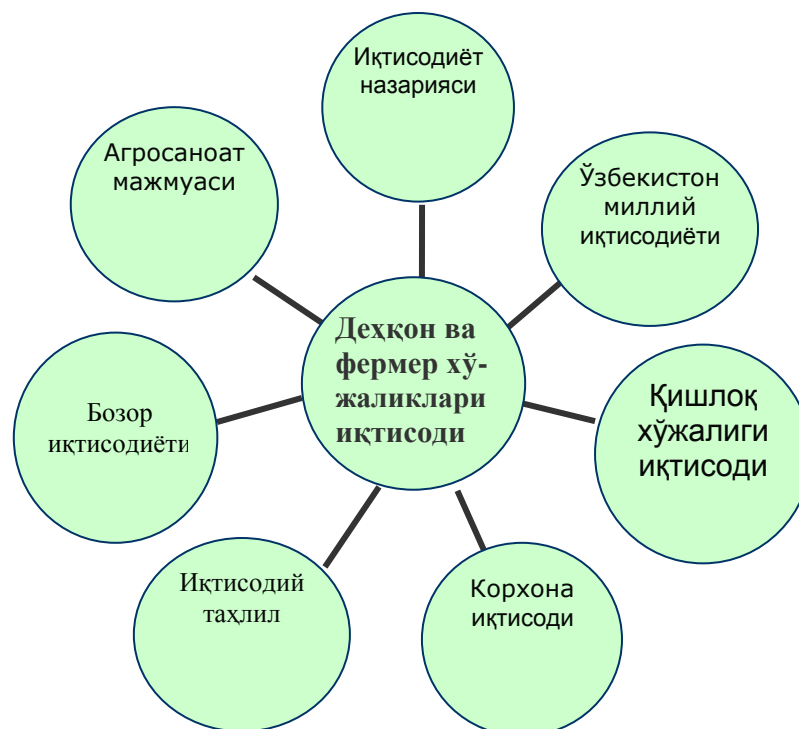 Иқтисодиёт
назарияси
Агросаноат
мажмуаси
Ўзбекистон
миллий
иқтисодиёти
Деҳқон ва
фермер хў-
жаликлари
иқтисоди
Қишлоқ
хўжалиги
иқтисоди
Бозор
иқтисодиёти
Иқтисодий
таҳлил
Корхона
иқтисоди